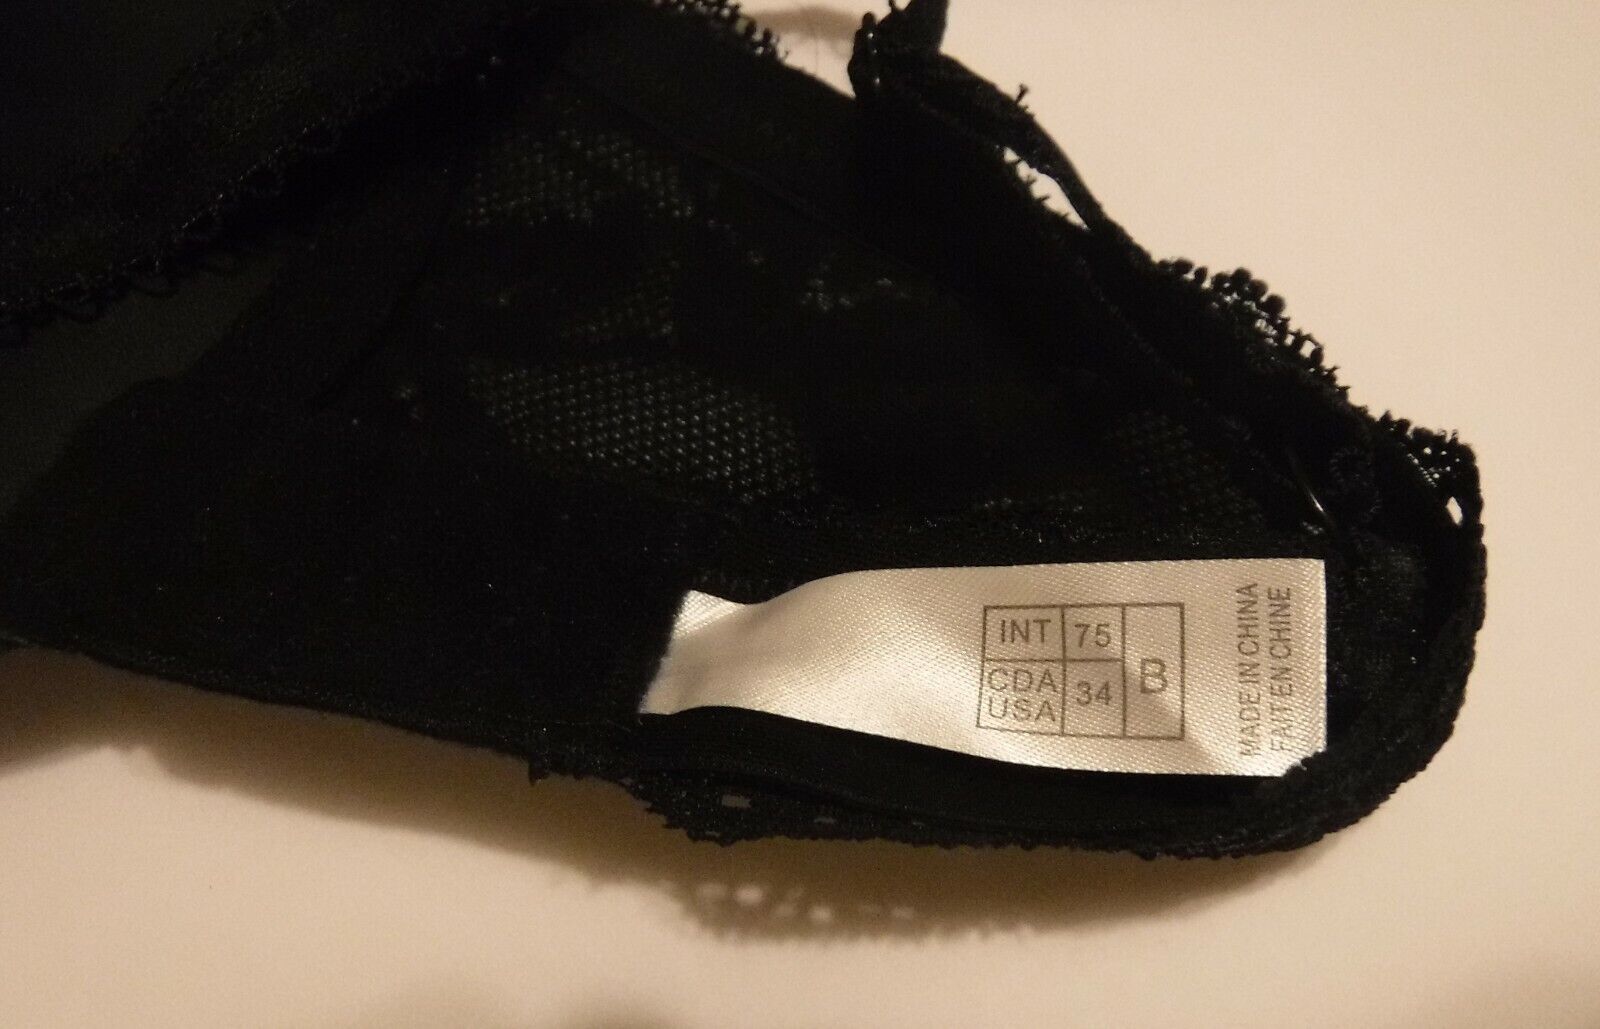 INT 75 B
CDA USA 34
MADE IN CHINA
FAIT EN CHINE